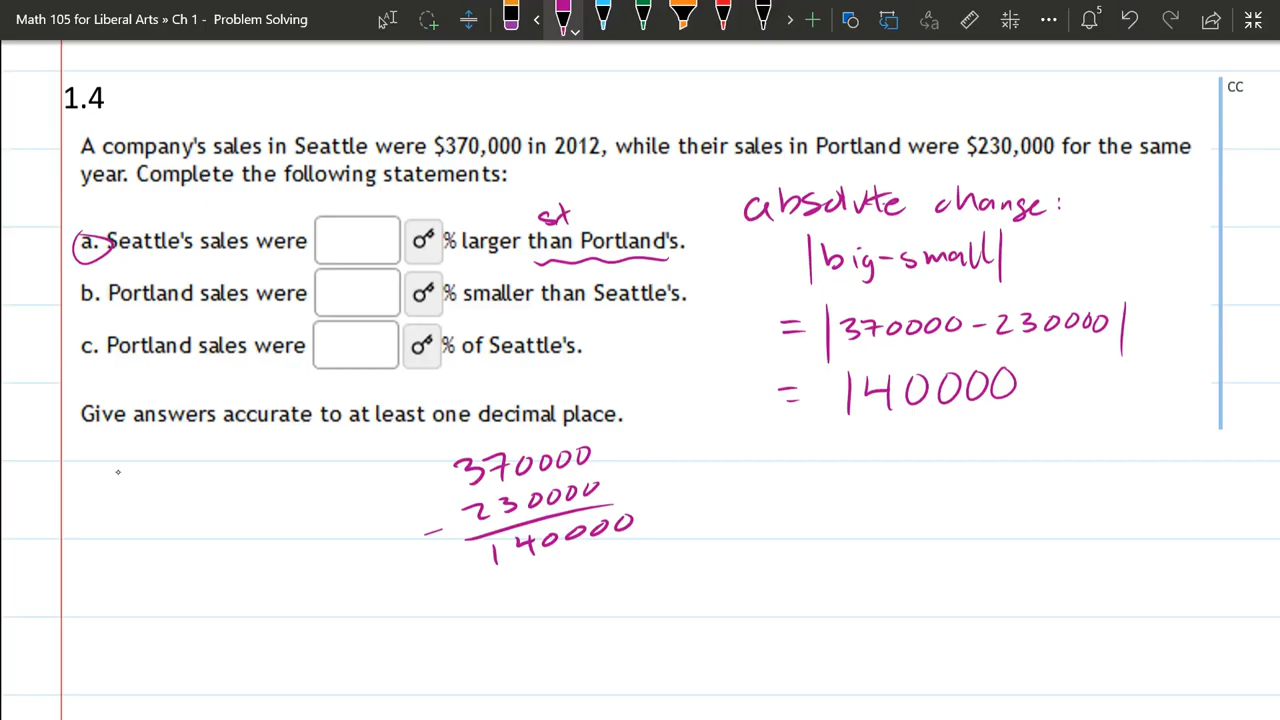 Math 105 for Liberal Arts » Ch 1 - Problem Solving
5
1.4
CC
A company's sales in Seattle were $370,000 in 2012, while their sales in Portland were $230,000 for the same
year. Complete the following statements:
absolute change:
st
a. Seattle's sales were % larger than Portland's.
|big-small|
b. Portland sales were % smaller than Seattle's.
= |370000 - 230000|
c. Portland sales were % of Seattle's.
= 140000
Give answers accurate to at least one decimal place.
370000
230000
-
140000